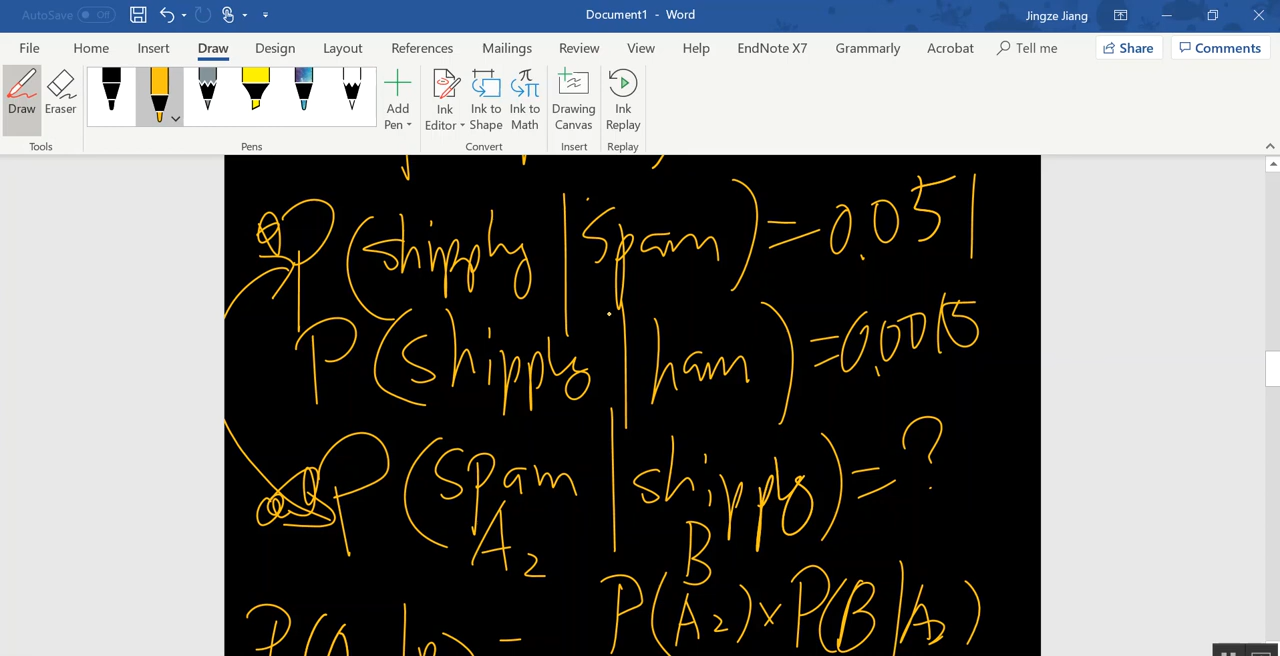 AutoSave Off Document1 - Word Jingze Jiang
File Home Insert Draw Design Layout References Mailings Review View Help EndNote X7 Grammarly Acrobat Tell me Share Comments
Draw Eraser Add Pen Ink Editor Ink to Shape Ink to Math Drawing Canvas Ink Replay
Tools Pens Convert Insert Replay
P(shipply | spam) = 0.051
P(shipply | ham) = 0.0015
P(spam | shipply) = ?
A2 B
P(A2) × P(B|A2)